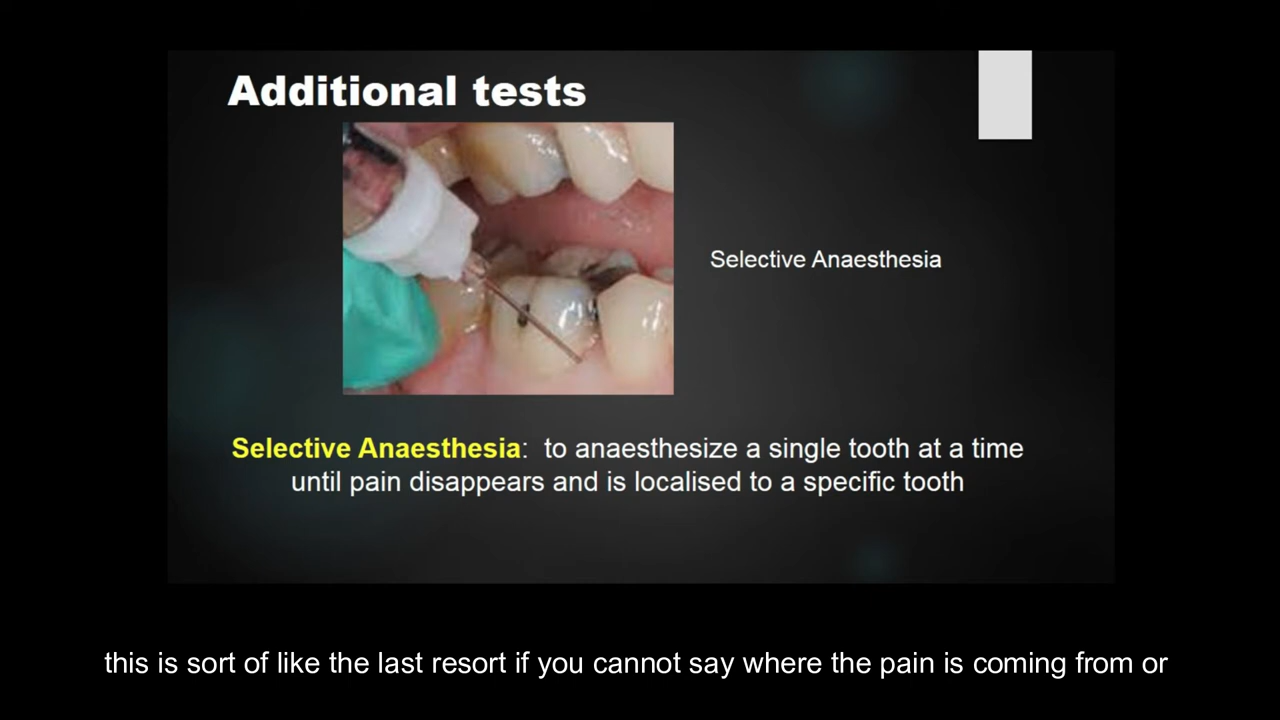 Additional tests
Selective Anaesthesia
Selective Anaesthesia: to anaesthesize a single tooth at a time
until pain disappears and is localised to a specific tooth
this is sort of like the last resort if you cannot say where the pain is coming from or